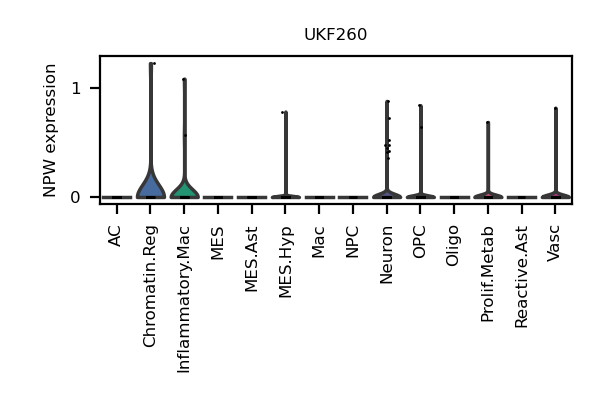 UKF260
NPW expression
1
0
AC
Chromatin.Reg
Inflammatory.Mac
MES
MES.Ast
MES.Hyp
Mac
NPC
Neuron
OPC
Oligo
Prolif.Metab
Reactive.Ast
Vasc